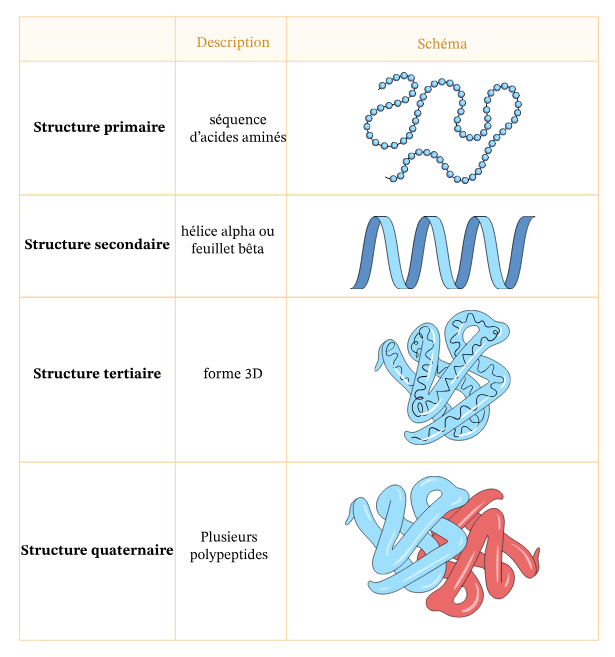 Description
Schéma
Structure primaire
séquence
d'acides aminés
Structure secondaire
hélice alpha ou
feuillet bêta
Structure tertiaire
forme 3D
Structure quaternaire
Plusieurs
polypeptides